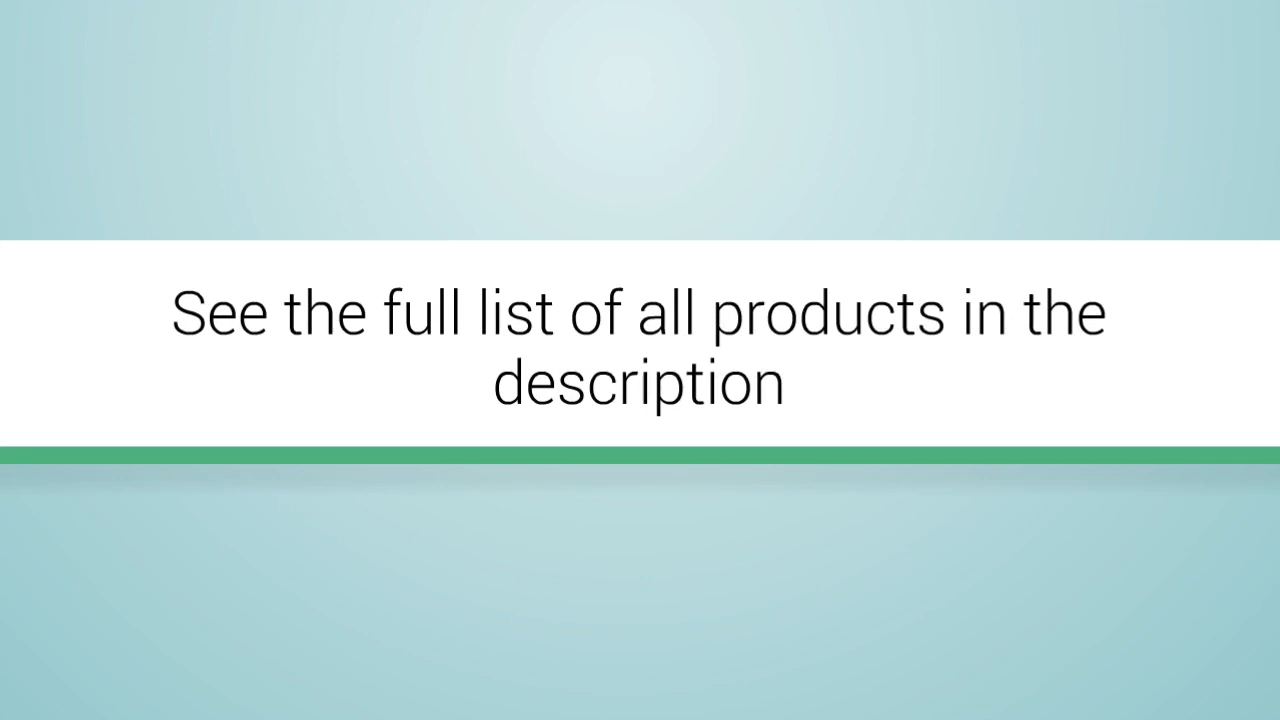 See the full list of all products in the
description